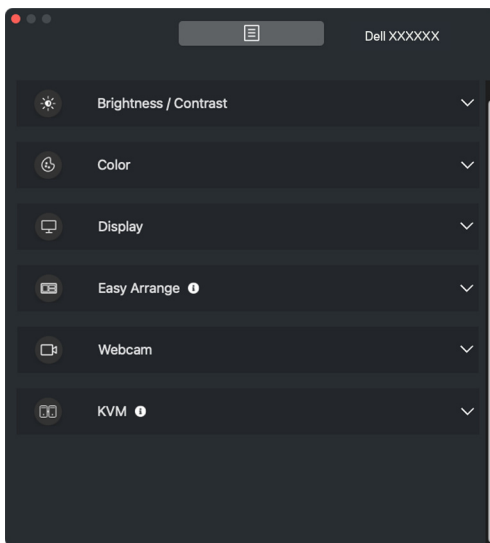 Dell XXXXXX
Brightness / Contrast
Color
Display
Easy Arrange
Webcam
KVM